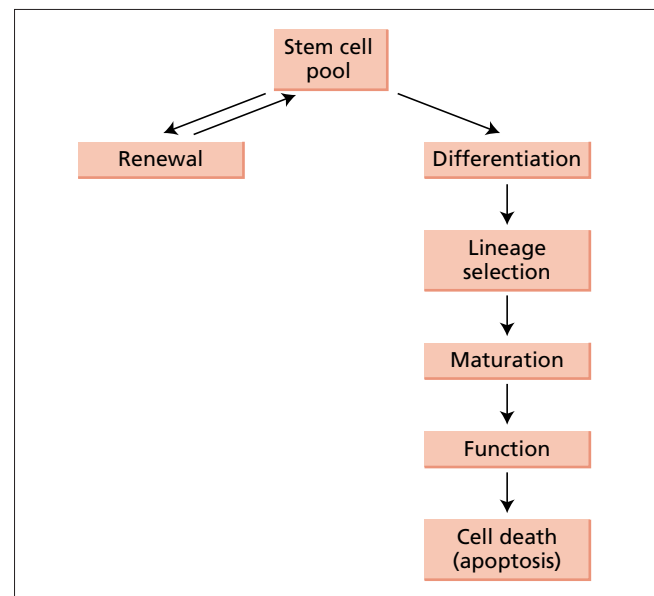 Stem cell
pool
Renewal
Differentiation
Lineage
selection
Maturation
Function
Cell death
(apoptosis)